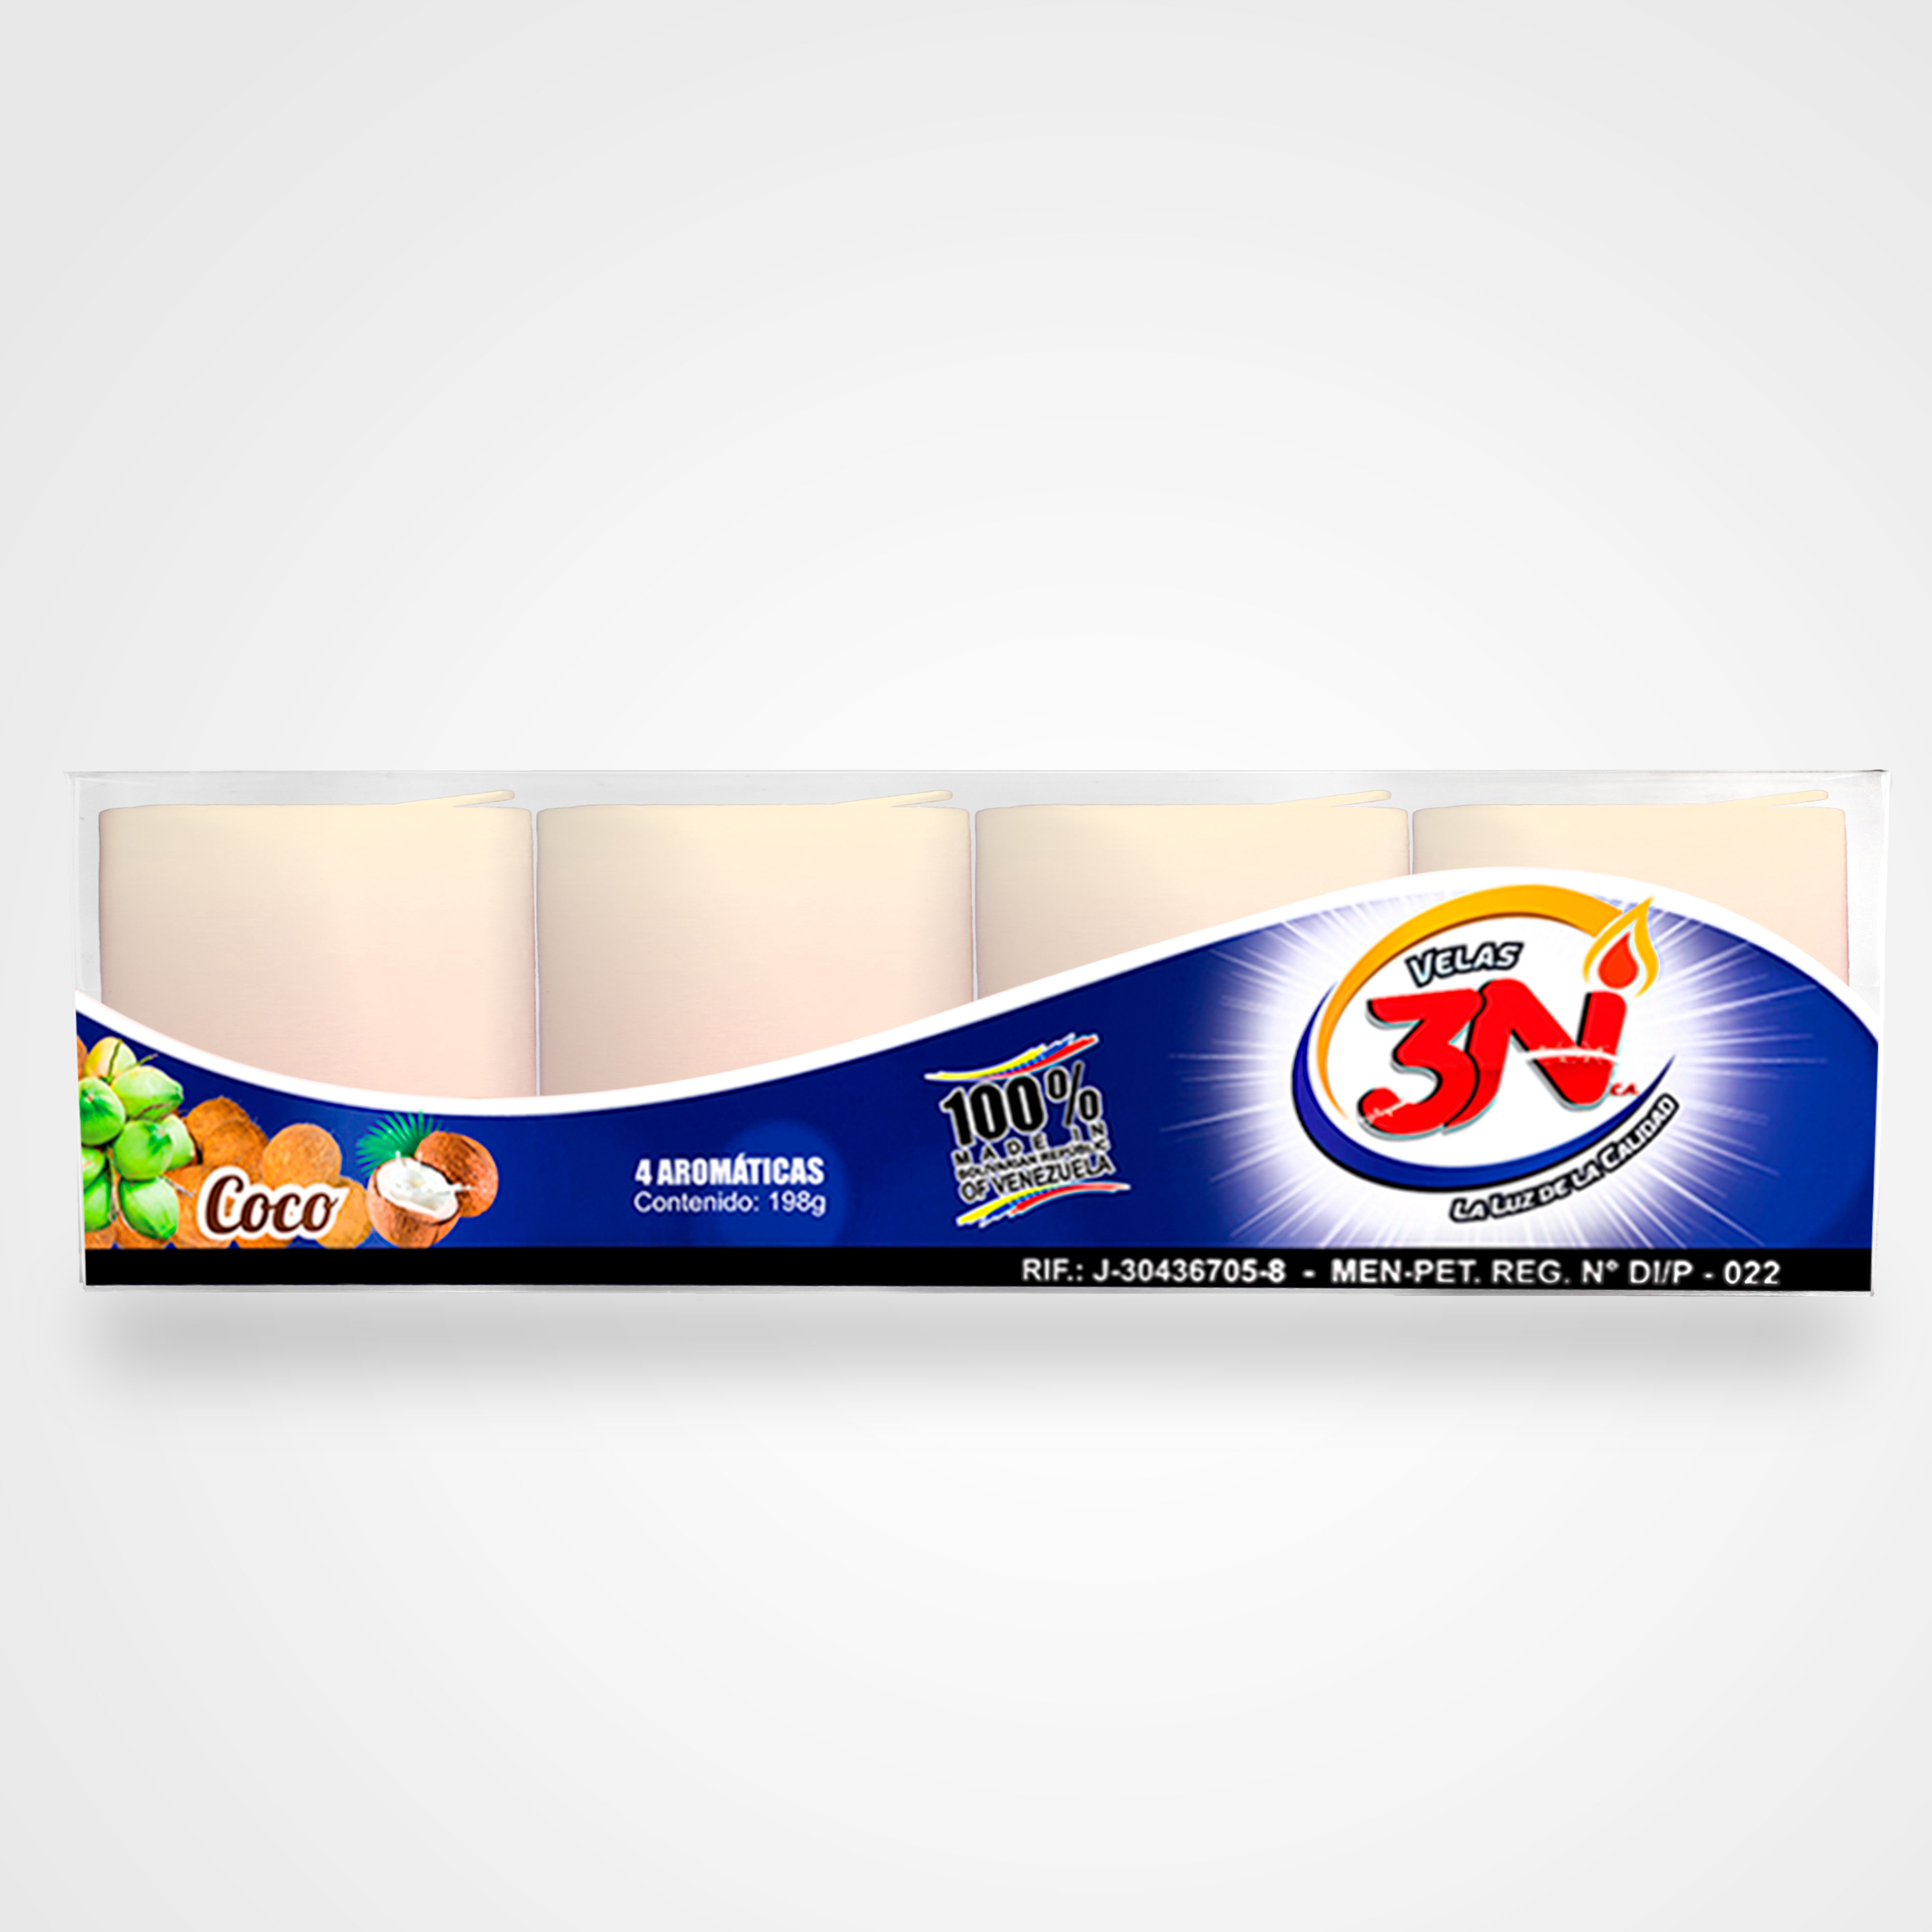 VELAS
3N
C.A.
LA LUZ DE LA CALIDAD
100%
MADE IN
BOLIVARIAN REPUBLIC
OF VENEZUELA
4 AROMÁTICAS
Contenido: 198g
Coco
RIF.: J-30436705-8 - MEN-PET. REG. N° DI/P - 022